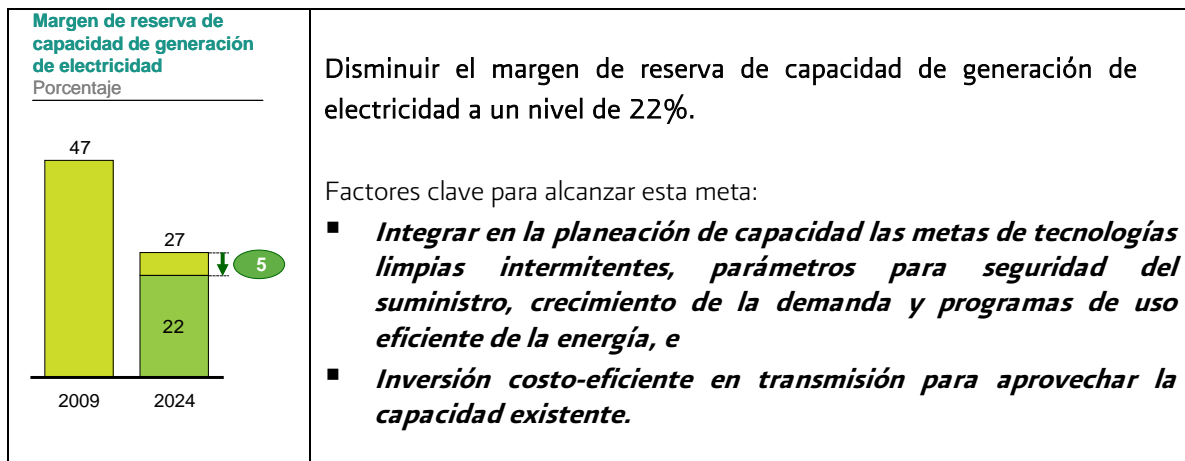 Margen de reserva de
capacidad de generación
de electricidad
Porcentaje
47
27
5
22
2009 2024
Disminuir el margen de reserva de capacidad de generación de
electricidad a un nivel de 22%.
Factores clave para alcanzar esta meta:
▪ Integrar en la planeación de capacidad las metas de tecnologías
limpias intermitentes, parámetros para seguridad del
suministro, crecimiento de la demanda y programas de uso
eficiente de la energía, e
▪ Inversión costo-eficiente en transmisión para aprovechar la
capacidad existente.